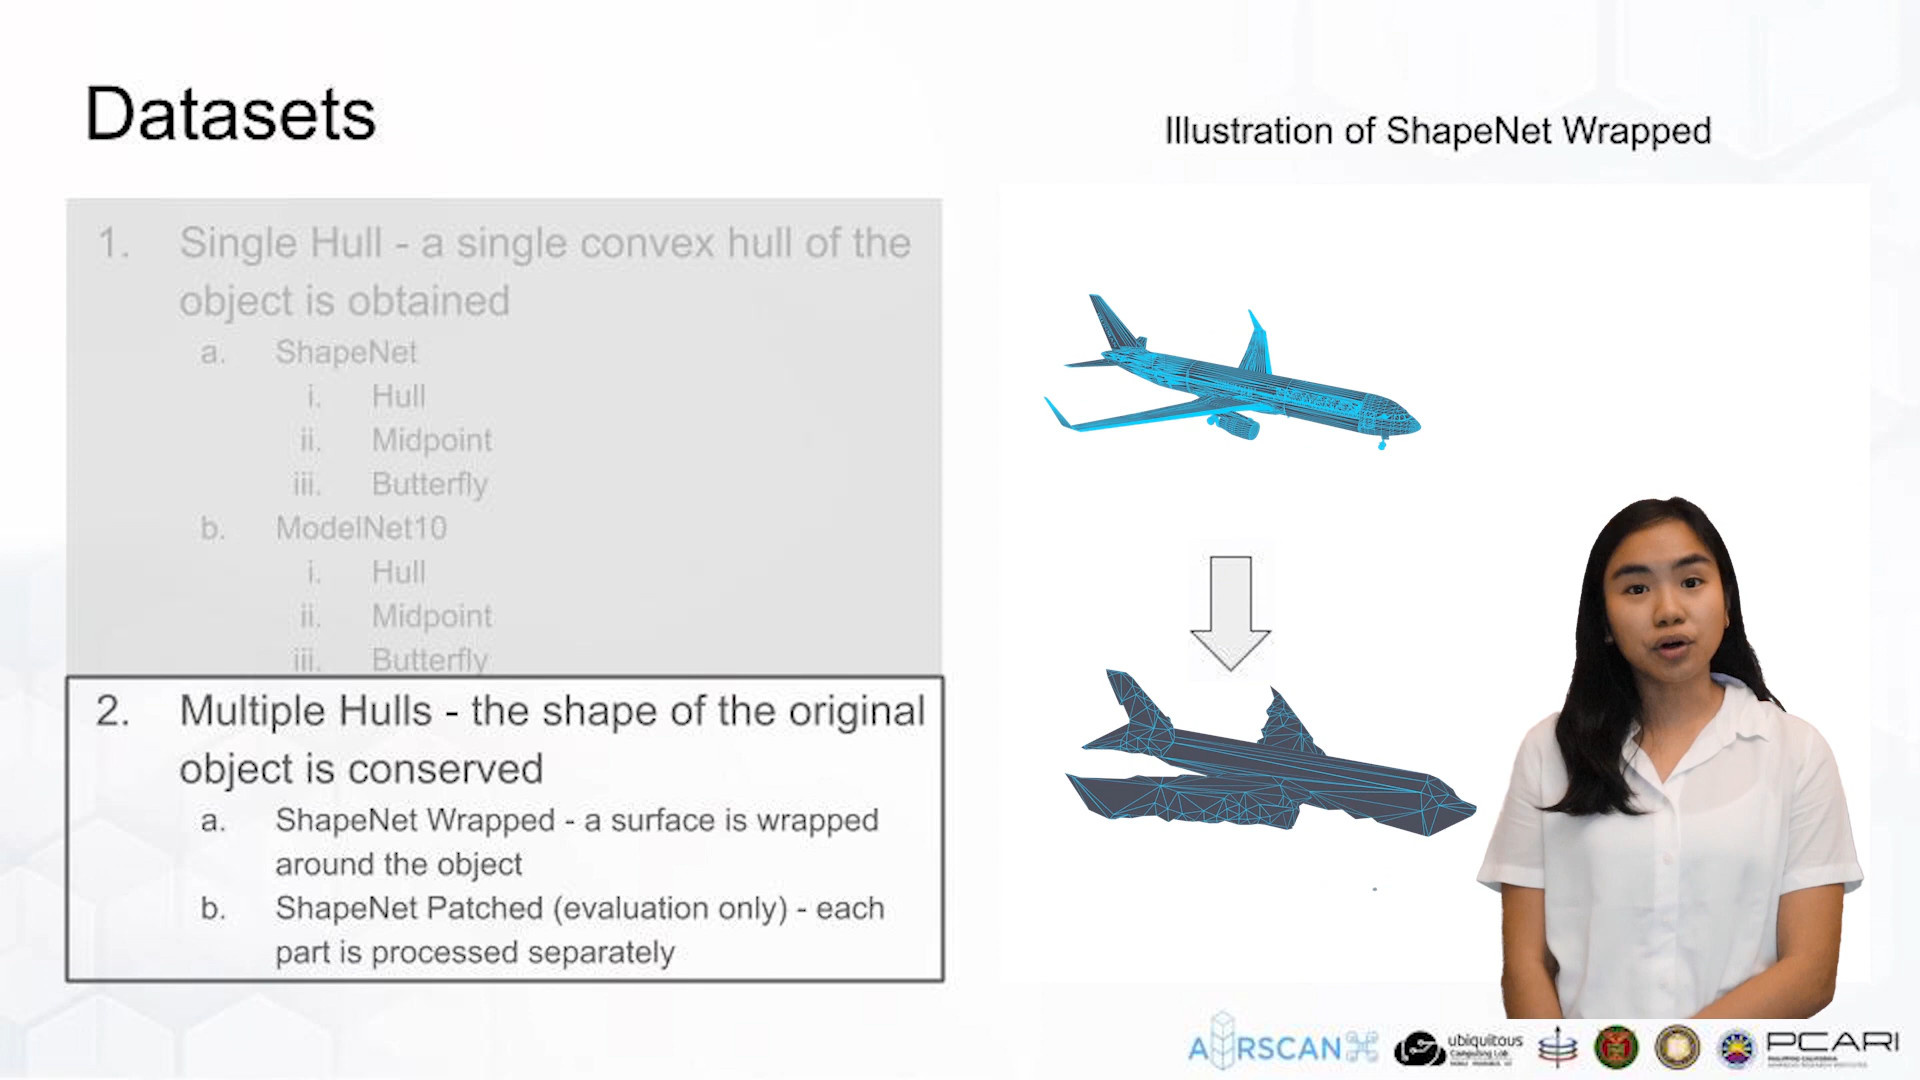 Datasets
Illustration of ShapeNet Wrapped
1. Single Hull - a single convex hull of the
object is obtained
a. ShapeNet
i. Hull
ii. Midpoint
iii. Butterfly
b. ModelNet10
i. Hull
ii. Midpoint
iii. Butterfly
2. Multiple Hulls - the shape of the original
object is conserved
a. ShapeNet Wrapped - a surface is wrapped
around the object
b. ShapeNet Patched (evaluation only) - each
part is processed separately
AIRSCAN
ubiquitous
Computing Lab
PCARI